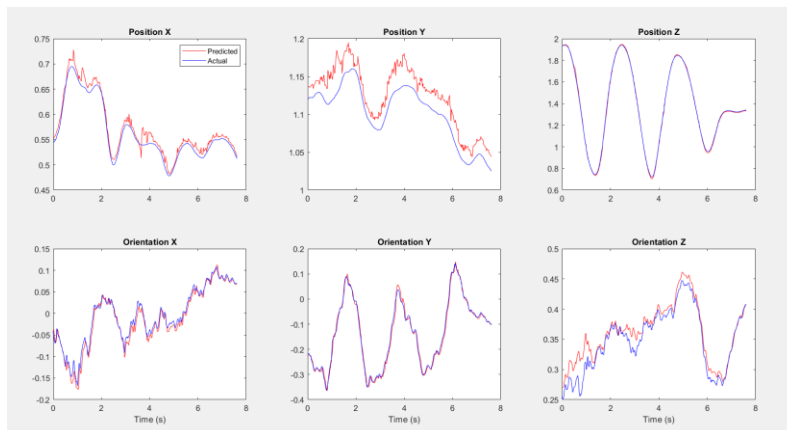 Position X
Position Y
Position Z
Predicted
Actual
0.75
0.7
0.65
0.6
0.55
0.5
0.45
0 2 4 6 8
1.2
1.15
1.1
1.05
1
0 2 4 6 8
2
1.8
1.6
1.4
1.2
1
0.8
0.6
0 2 4 6 8
Orientation X
Orientation Y
Orientation Z
0.15
0.1
0.05
0
-0.05
-0.1
-0.15
-0.2
0 2 4 6 8
Time (s)
0.2
0.1
0
-0.1
-0.2
-0.3
-0.4
0 2 4 6 8
Time (s)
0.5
0.45
0.4
0.35
0.3
0.25
0 2 4 6 8
Time (s)